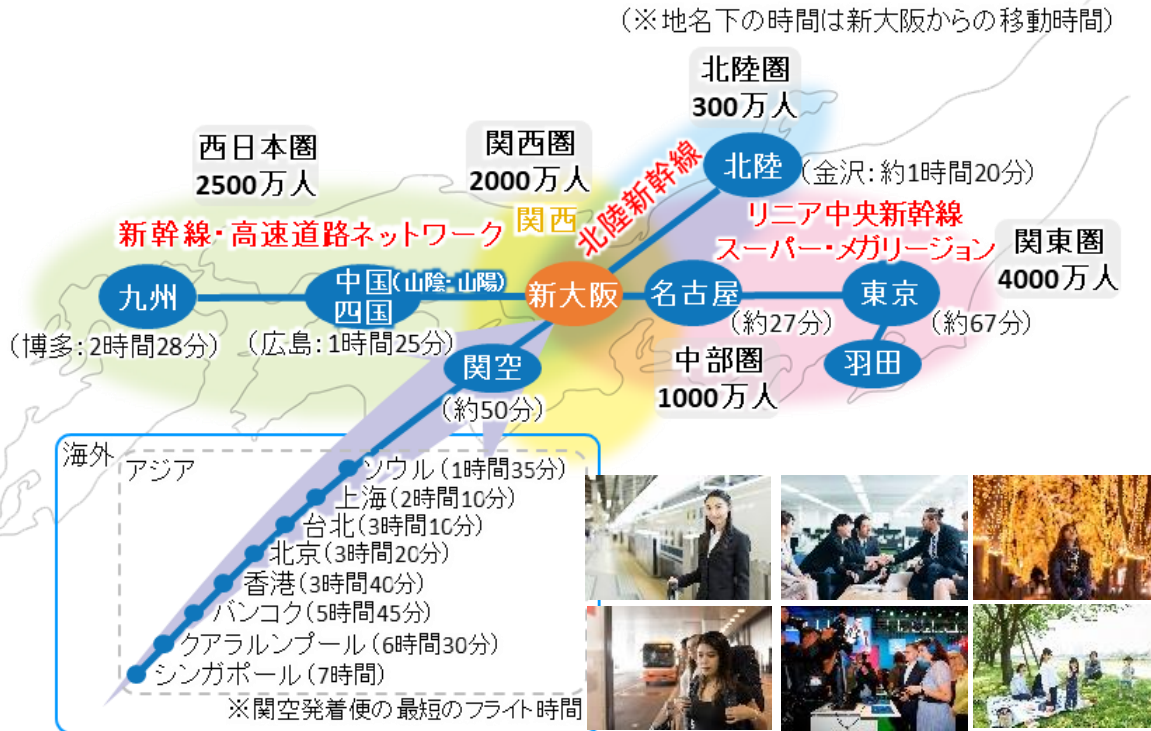 (※地名下の時間は新大阪からの移動時間)
北陸圏
300万人
西日本圏
2500万人
関西圏
2000万人
北陸新幹線
北陸
(金沢:約1時間20分)
関西
新幹線・高速道路ネットワーク
リニア中央新幹線
スーパー・メガリージョン
関東圏
4000万人
九州
中国(山陰・山陽)
四国
新大阪
名古屋
東京
(博多:2時間28分)
(広島:1時間25分)
(約27分)
(約67分)
関空
(約50分)
中部圏
1000万人
羽田
海外
アジア
ソウル(1時間35分)
上海(2時間10分)
台北(3時間10分)
北京(3時間20分)
香港(3時間40分)
バンコク(5時間45分)
クアラルンプール(6時間30分)
シンガポール(7時間)
※関空発着便の最短のフライト時間